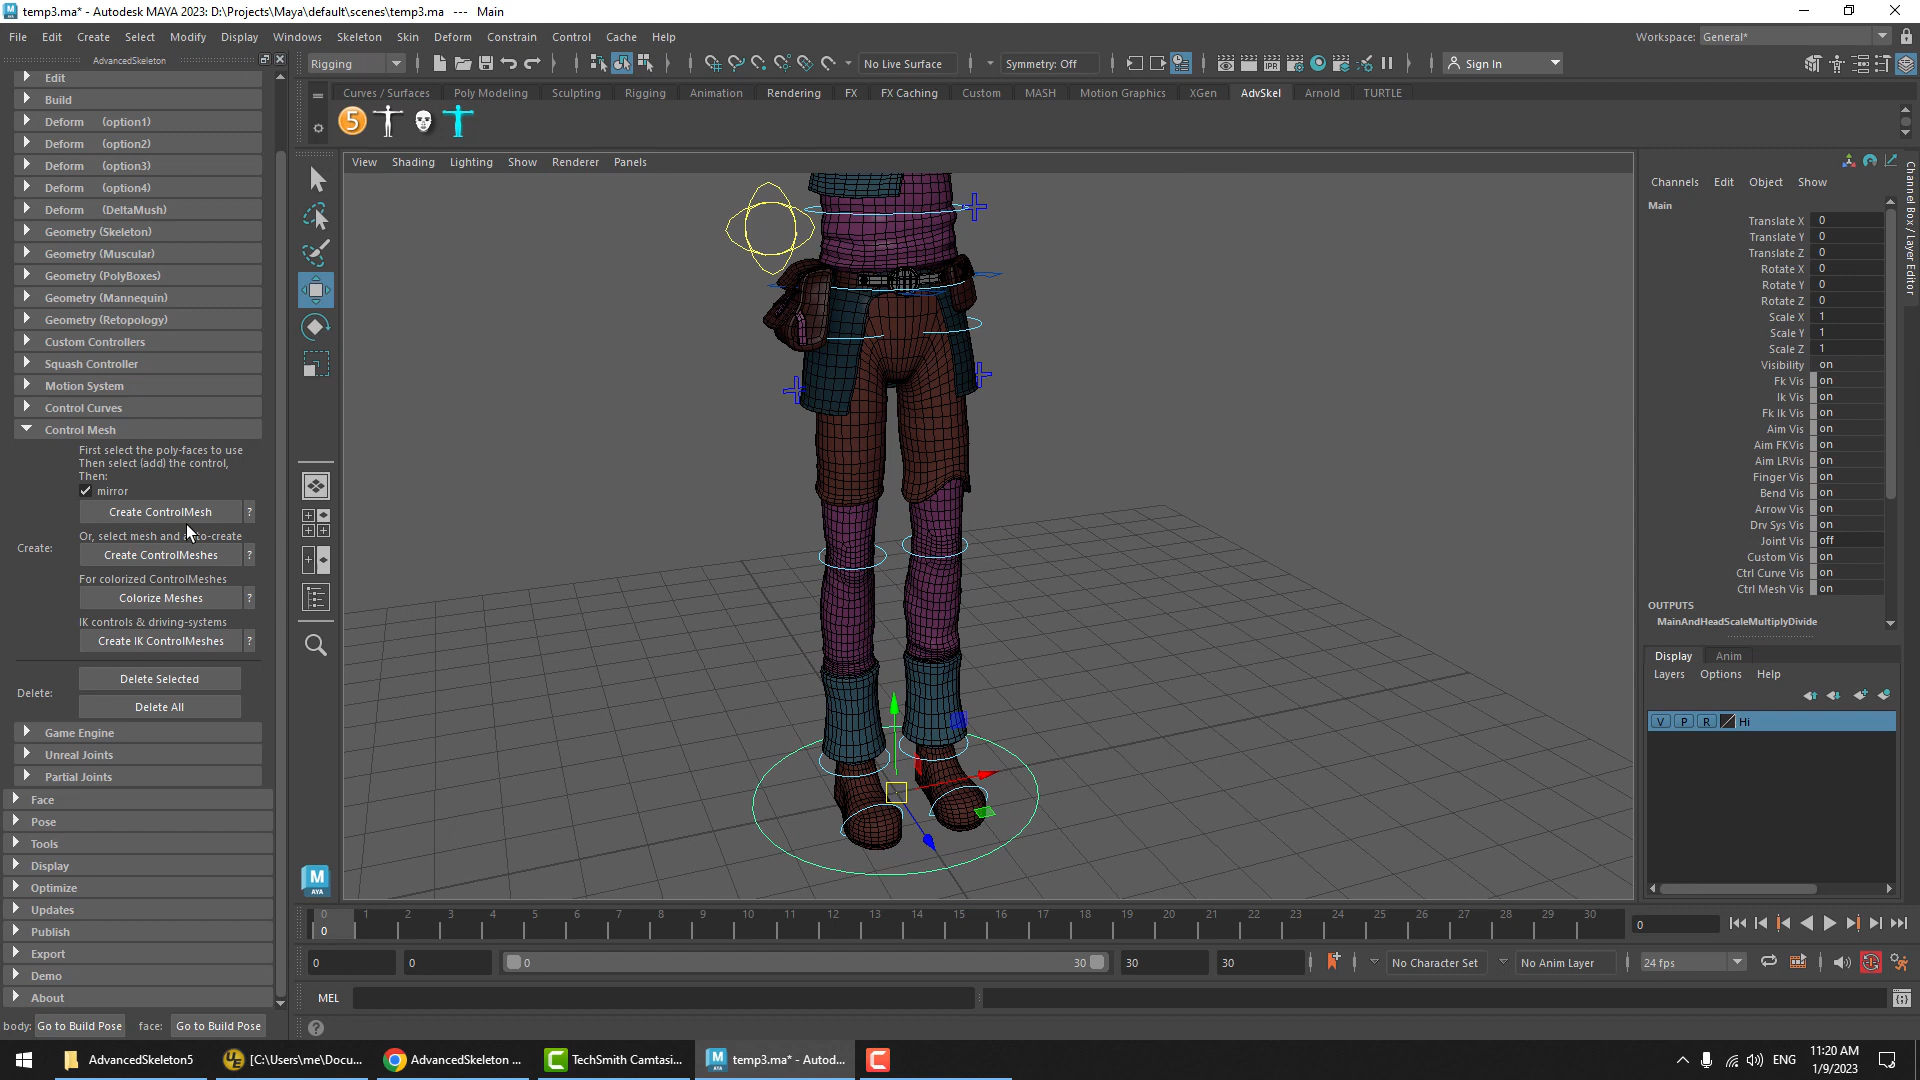 temp3.ma* - Autodesk MAYA 2023: D:\Projects\Maya\default\scenes\temp3.ma --- Main
File Edit Create Select Modify Display Windows Skeleton Skin Deform Constrain Control Cache Help
Workspace: General*
AdvancedSkeleton
Rigging
No Live Surface
Symmetry: Off
Sign In
Curves / Surfaces Poly Modeling Sculpting Rigging Animation Rendering FX FX Caching Custom MASH Motion Graphics XGen AdvSkel Arnold TURTLE
5
Edit
Build
Deform (option1)
Deform (option2)
Deform (option3)
Deform (option4)
Deform (DeltaMush)
Geometry (Skeleton)
Geometry (Muscular)
Geometry (PolyBoxes)
Geometry (Mannequin)
Geometry (Retopology)
Custom Controllers
Squash Controller
Motion System
Control Curves
Control Mesh
First select the poly-faces to use
Then select (add) the control,
Then:
mirror
Create ControlMesh ?
Or, select mesh and auto-create
Create:
Create ControlMeshes ?
For colorized ControlMeshes
Colorize Meshes ?
IK controls & driving-systems
Create IK ControlMeshes ?
Delete:
Delete Selected
Delete All
Game Engine
Unreal Joints
Partial Joints
Face
Pose
Tools
Display
Optimize
Updates
Publish
Export
Demo
About
body: Go to Build Pose face: Go to Build Pose
View Shading Lighting Show Renderer Panels
Channels Edit Object Show
Main
Translate X 0
Translate Y 0
Translate Z 0
Rotate X 0
Rotate Y 0
Rotate Z 0
Scale X 1
Scale Y 1
Scale Z 1
Visibility on
Fk Vis on
Ik Vis on
Fk Ik Vis on
Aim Vis on
Aim FKVis on
Aim LRVis on
Finger Vis on
Bend Vis on
Arrow Vis on
Drv Sys Vis on
Joint Vis off
Custom Vis on
Ctrl Curve Vis on
Ctrl Mesh Vis on
OUTPUTS
MainAndHeadScaleMultiplyDivide
Channel Box / Layer Editor
Display Anim
Layers Options Help
V P R Hi
M
AYA
0 1 2 3 4 5 6 7 8 9 10 11 12 13 14 15 16 17 18 19 20 21 22 23 24 25 26 27 28 29 30
0
0
0 0 0 30 30 30
No Character Set
No Anim Layer
24 fps
MEL
AdvancedSkeleton5
[C:\Users\me\Docu...
AdvancedSkeleton ...
TechSmith Camtasi...
temp3.ma* - Autod...
ENG
11:20 AM
1/9/2023